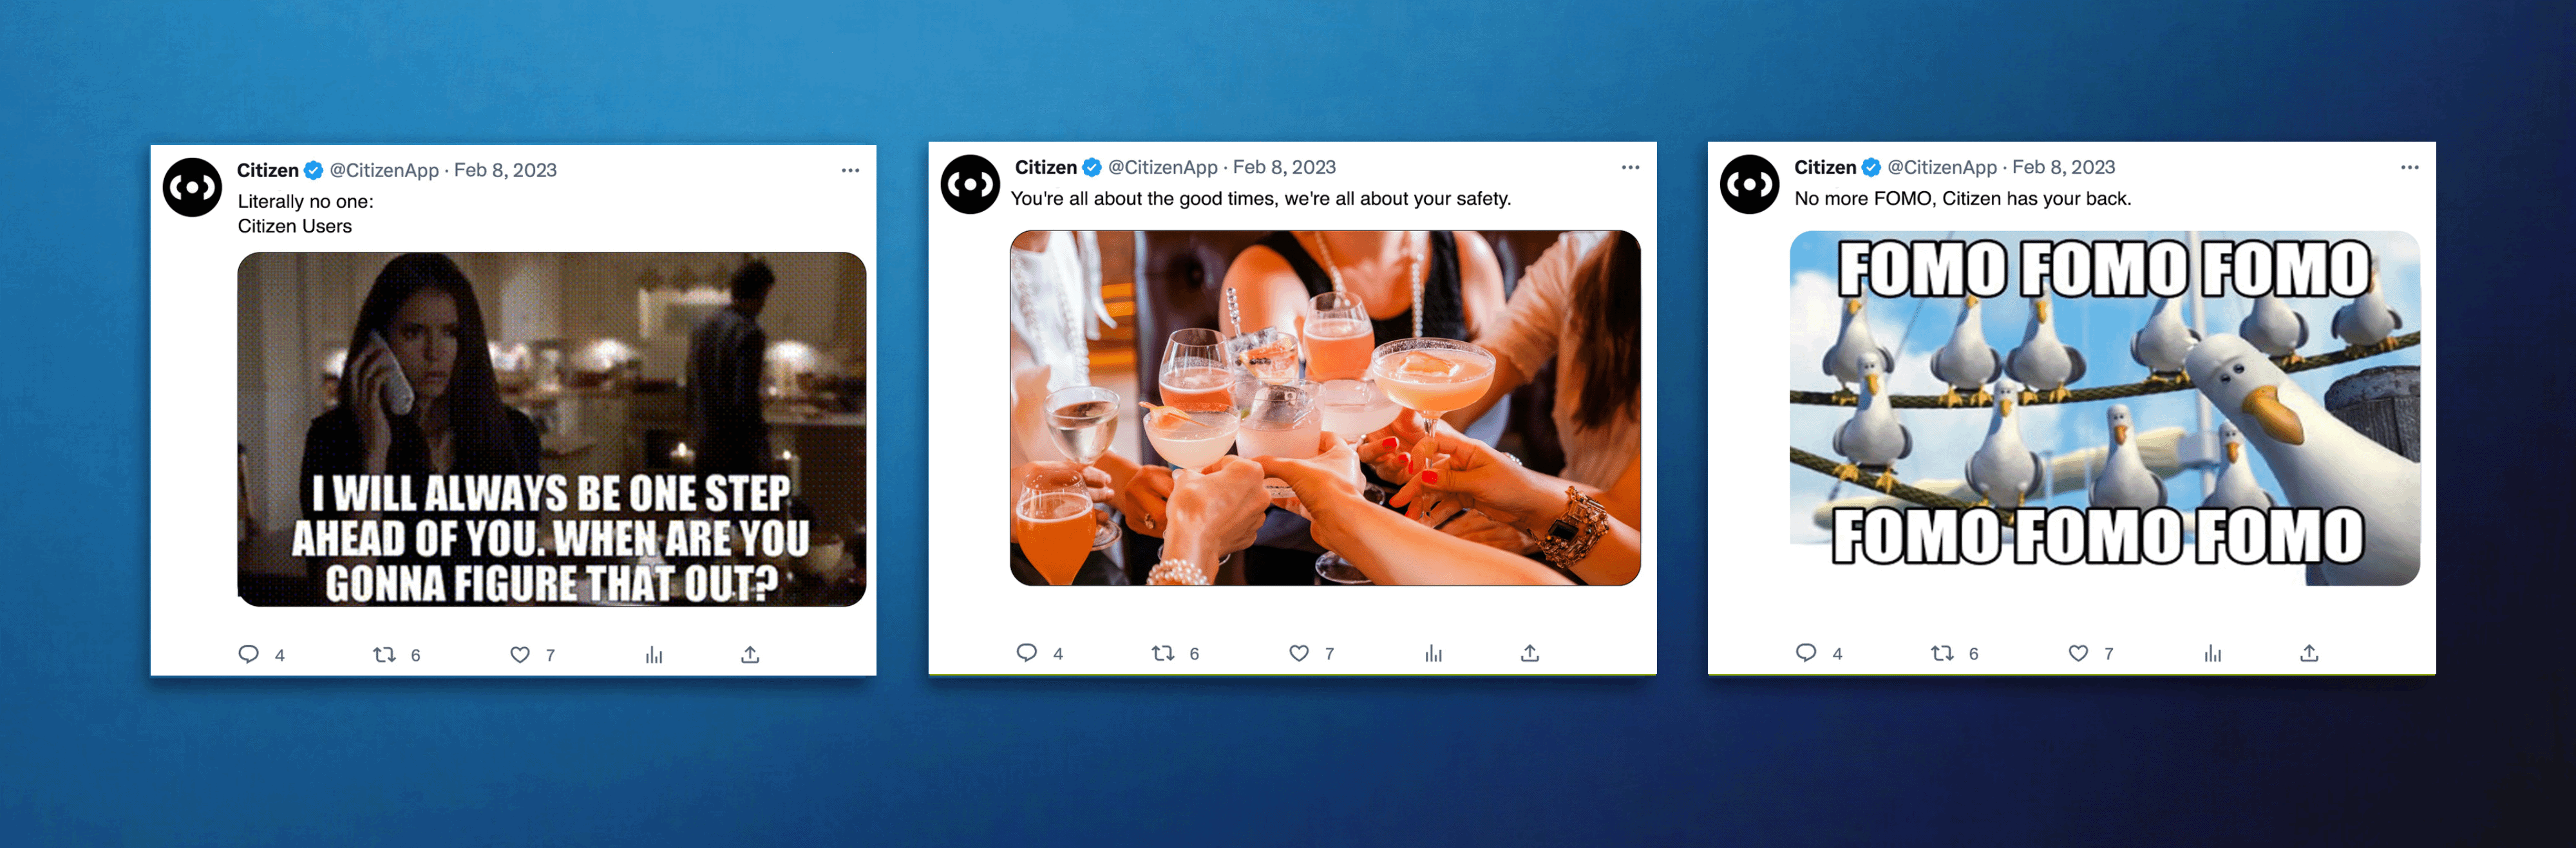 Citizen @CitizenApp · Feb 8, 2023
Literally no one:
Citizen Users
I WILL ALWAYS BE ONE STEP
AHEAD OF YOU. WHEN ARE YOU
GONNA FIGURE THAT OUT?
4 6 7
Citizen @CitizenApp · Feb 8, 2023
You're all about the good times, we're all about your safety.
4 6 7
Citizen @CitizenApp · Feb 8, 2023
No more FOMO, Citizen has your back.
FOMO FOMO FOMO
FOMO FOMO FOMO
4 6 7